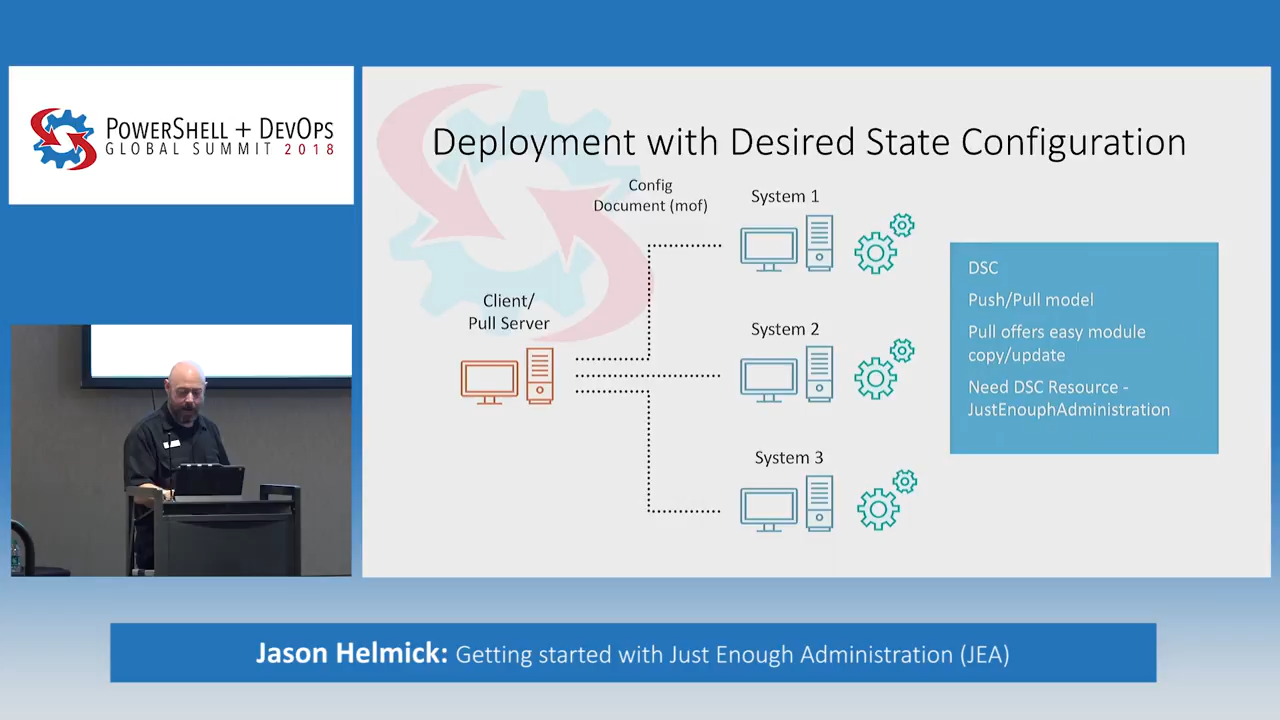 POWERSHELL + DEVOPS
GLOBAL SUMMIT 2018
Deployment with Desired State Configuration
Config
Document (mof)
System 1
Client/
Pull Server
System 2
System 3
DSC
Push/Pull model
Pull offers easy module
copy/update
Need DSC Resource -
JustEnouphAdministration
Jason Helmick: Getting started with Just Enough Administration (JEA)